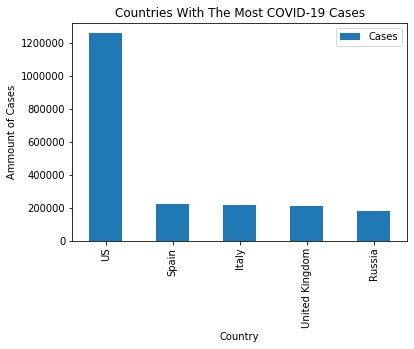 Countries With The Most COVID-19 Cases
Cases
Ammount of Cases
1200000
1000000
800000
600000
400000
200000
0
US
Spain
Italy
United Kingdom
Russia
Country